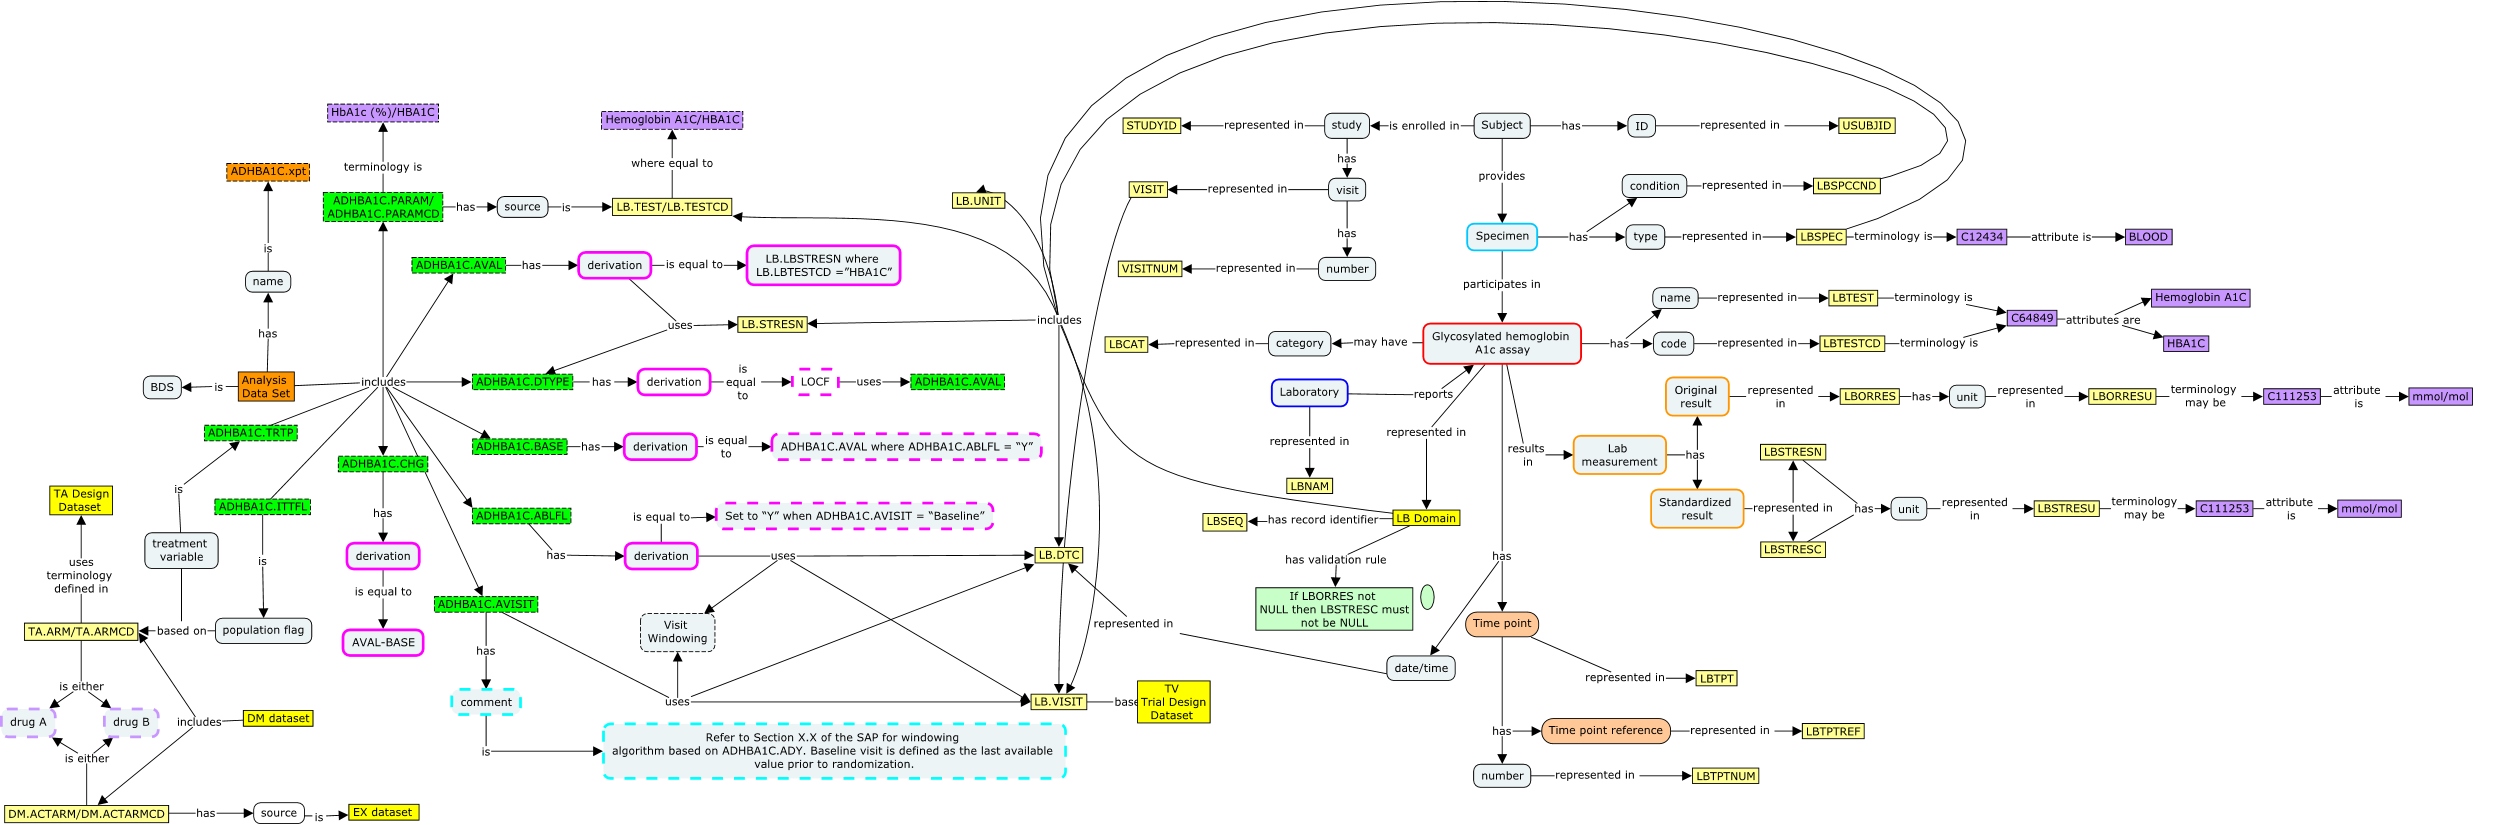 HbA1c (%)/HBA1C
terminology is
ADHBA1C.xpt
ADHBA1C.PARAM/
ADHBA1C.PARAMCD
has
source
is
LB.TEST/LB.TESTCD
where equal to
Hemoglobin A1C/HBA1C
is
name
has
Analysis
Data Set
is
BDS
includes
ADHBA1C.AVAL
has
derivation
is equal to
LB.LBSTRESN where
LB.LBTESTCD =”HBA1C”
uses
LB.STRESN
ADHBA1C.DTYPE
has
derivation
is
equal
to
LOCF
uses
ADHBA1C.AVAL
ADHBA1C.BASE
has
derivation
is equal
to
ADHBA1C.AVAL where ADHBA1C.ABLFL = “Y”
ADHBA1C.ABLFL
has
derivation
is equal to
Set to “Y” when ADHBA1C.AVISIT = “Baseline”
uses
LB.DTC
Visit
Windowing
ADHBA1C.TRTP
is
treatment
variable
ADHBA1C.ITTFL
is
population flag
based on
ADHBA1C.CHG
has
derivation
is equal to
AVAL-BASE
ADHBA1C.AVISIT
has
comment
is
Refer to Section X.X of the SAP for windowing
algorithm based on ADHBA1C.ADY. Baseline visit is defined as the last available
value prior to randomization.
uses
LB.VISIT
base
TV
Trial Design
Dataset
TA Design
Dataset
uses
terminology
defined in
TA.ARM/TA.ARMCD
is either
drug A
drug B
is either
includes
DM dataset
DM.ACTARM/DM.ACTARMCD
has
source
is
EX dataset
LB.UNIT
includes
STUDYID
represented in
study
is enrolled in
Subject
has
ID
represented in
USUBJID
has
VISIT
represented in
visit
has
VISITNUM
represented in
number
provides
Specimen
has
condition
represented in
LBSPCCND
type
represented in
LBSPEC
terminology is
C12434
attribute is
BLOOD
participates in
Glycosylated hemoglobin
A1c assay
may have
category
represented in
LBCAT
has
name
represented in
LBTEST
terminology is
code
represented in
LBTESTCD
terminology is
C64849
attributes are
Hemoglobin A1C
HBA1C
Laboratory
reports
represented in
LBNAM
represented in
LB Domain
has record identifier
LBSEQ
has validation rule
If LBORRES not
NULL then LBSTRESC must
not be NULL
results
in
Lab
measurement
has
Original
result
represented
in
LBORRES
has
unit
represented
in
LBORRESU
terminology
may be
C111253
attribute
is
mmol/mol
Standardized
result
represented in
LBSTRESN
LBSTRESC
has
unit
represented
in
LBSTRESU
terminology
may be
C111253
attribute
is
mmol/mol
has
date/time
represented in
Time point
represented in
LBTPT
has
Time point reference
represented in
LBTPTREF
number
represented in
LBTPTNUM